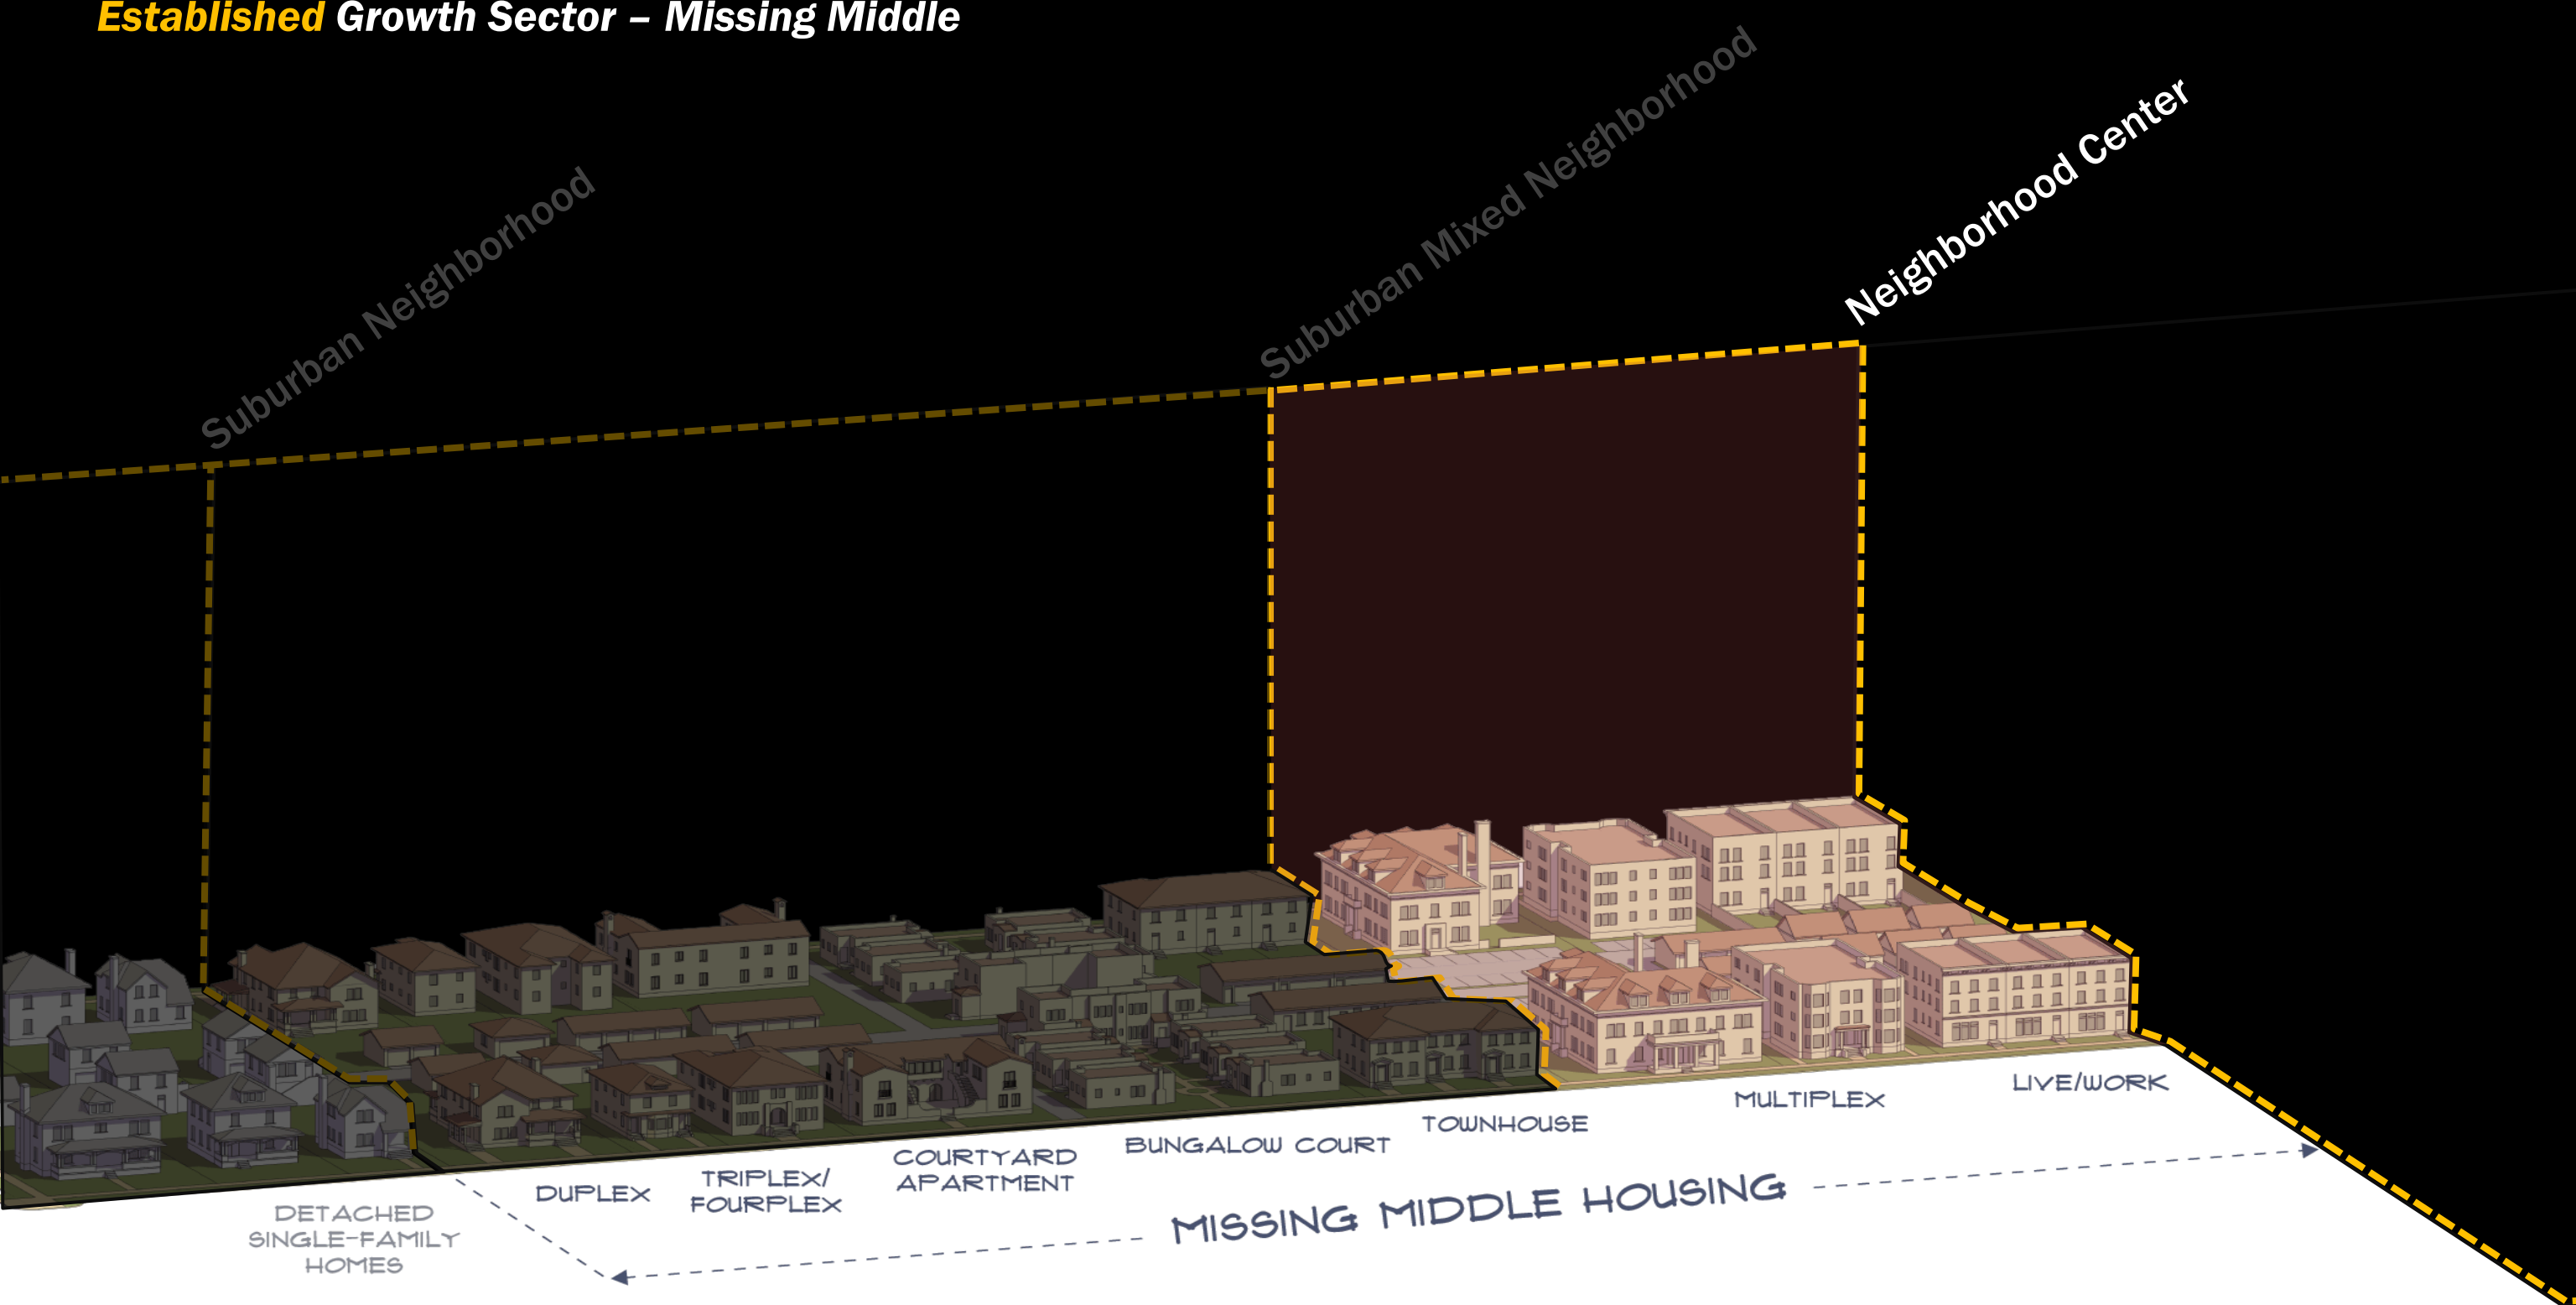 Established Growth Sector – Missing Middle
Suburban Neighborhood
Suburban Mixed Neighborhood
Neighborhood Center
DETACHED
SINGLE-FAMILY
HOMES
DUPLEX
TRIPLEX/
FOURPLEX
COURTYARD
APARTMENT
BUNGALOW COURT
TOWNHOUSE
MULTIPLEX
LIVE/WORK
MISSING MIDDLE HOUSING